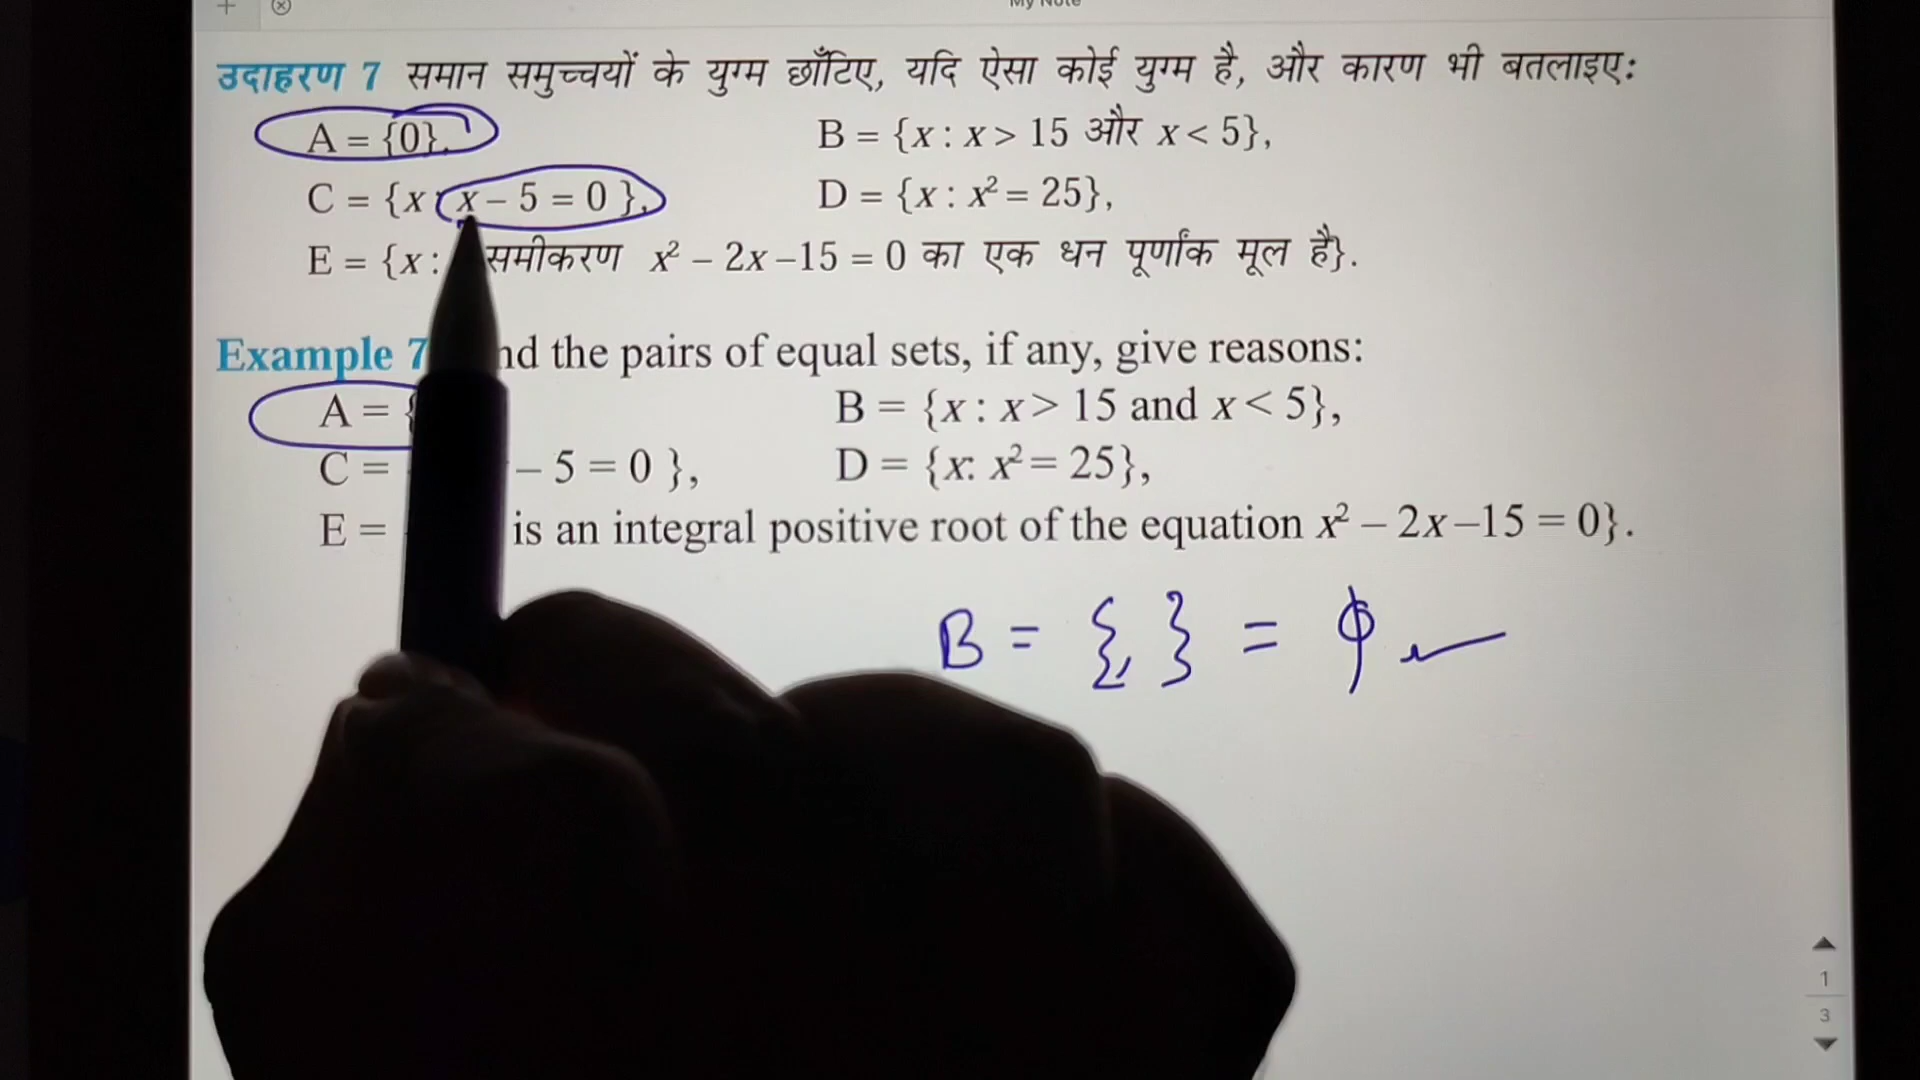 My Note
उदाहरण 7 समान समुच्चयों के युग्म छाँटिए, यदि ऐसा कोई युग्म है, और कारण भी बतलाइए:
A = {0}, B = {x : x > 15 और x < 5},
C = {x : x – 5 = 0 }, D = {x : x² = 25},
E = {x : समीकरण x² – 2x –15 = 0 का एक धन पूर्णांक मूल है}.
Example 7 nd the pairs of equal sets, if any, give reasons:
A = { B = {x : x > 15 and x < 5},
C = – 5 = 0 }, D = {x: x² = 25},
E = is an integral positive root of the equation x² – 2x –15 = 0}.
B = { } = ϕ
1
3